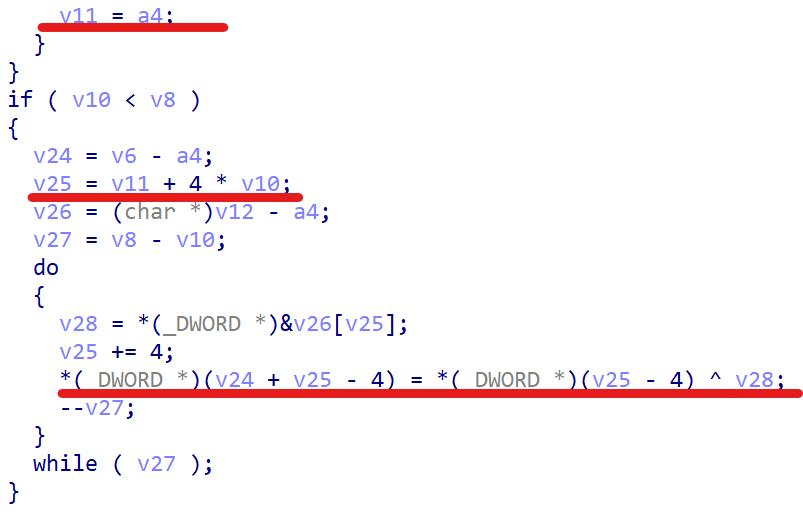 v11 = a4;
}
}
if ( v10 < v8 )
{
v24 = v6 - a4;
v25 = v11 + 4 * v10;
v26 = (char *)v12 - a4;
v27 = v8 - v10;
do
{
v28 = *(_DWORD *)&v26[v25];
v25 += 4;
*(_DWORD *)(v24 + v25 - 4) = *(_DWORD *)(v25 - 4) ^ v28;
--v27;
}
while ( v27 );
}